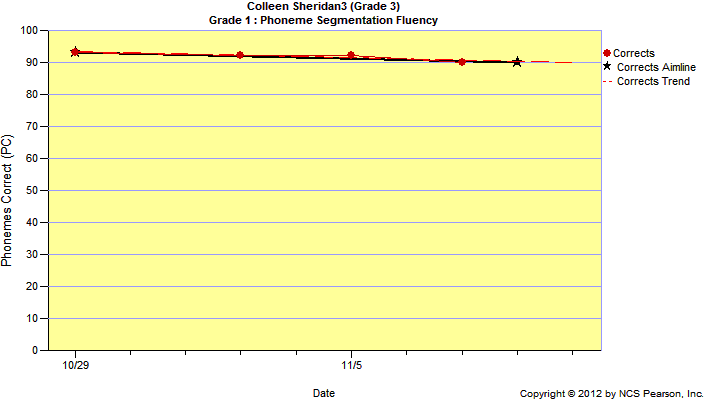 Colleen Sheridan3 (Grade 3)
Grade 1 : Phoneme Segmentation Fluency
100
90
80
70
60
50
40
30
20
10
0
Phonemes Correct (PC)
10/29
11/5
Date
Corrects
Corrects Aimline
Corrects Trend
Copyright © 2012 by NCS Pearson, Inc.